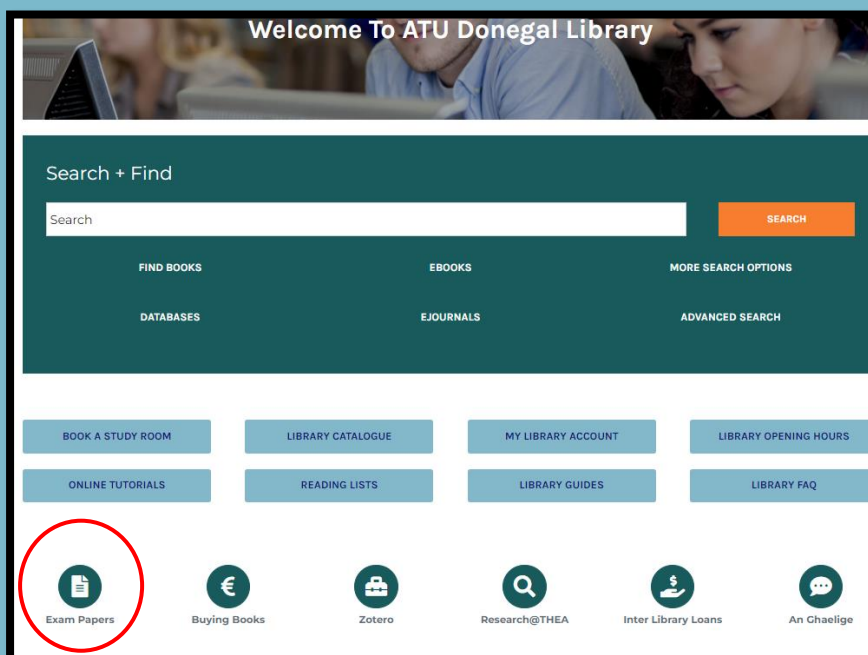 Welcome To ATU Donegal Library
Search + Find
Search
SEARCH
FIND BOOKS
EBOOKS
MORE SEARCH OPTIONS
DATABASES
EJOURNALS
ADVANCED SEARCH
BOOK A STUDY ROOM
LIBRARY CATALOGUE
MY LIBRARY ACCOUNT
LIBRARY OPENING HOURS
ONLINE TUTORIALS
READING LISTS
LIBRARY GUIDES
LIBRARY FAQ
€
$
Exam Papers
Buying Books
Zotero
Research@THEA
Inter Library Loans
An Ghaelige